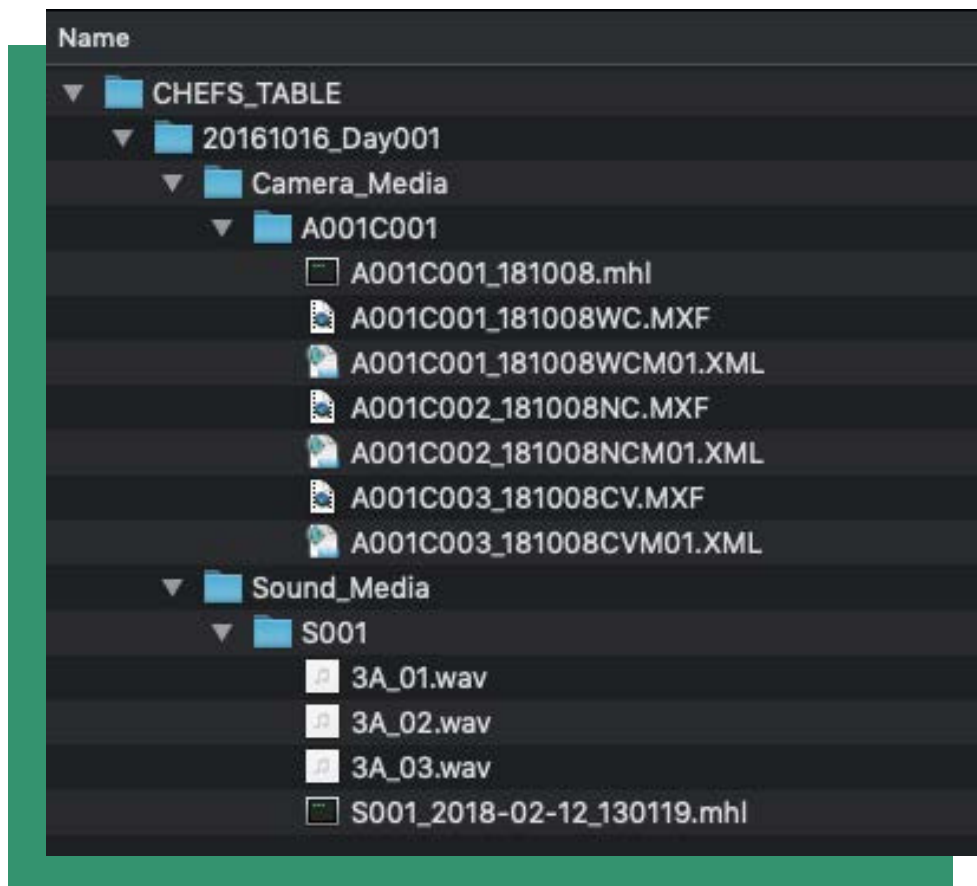 Name
CHEFS_TABLE
20161016_Day001
Camera_Media
A001C001
A001C001_181008.mhl
A001C001_181008WC.MXF
A001C001_181008WCM01.XML
A001C002_181008NC.MXF
A001C002_181008NCM01.XML
A001C003_181008CV.MXF
A001C003_181008CVM01.XML
Sound_Media
S001
3A_01.wav
3A_02.wav
3A_03.wav
S001_2018-02-12_130119.mhl